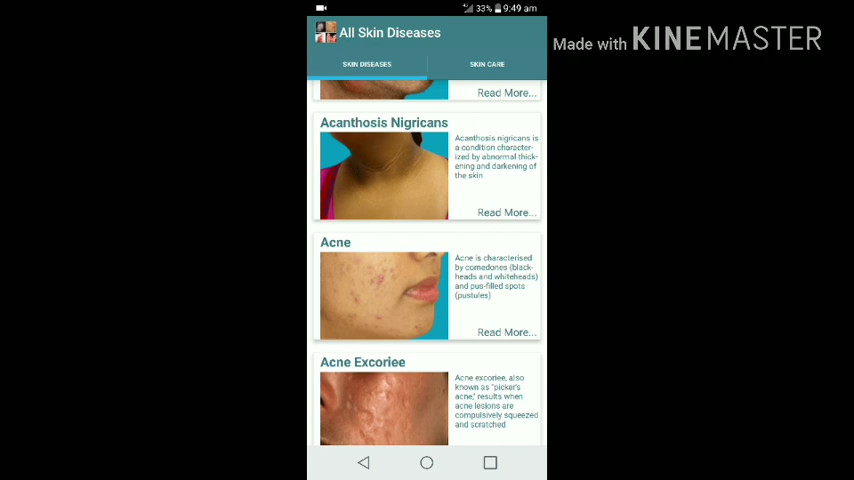 33% 9:49 am
All Skin Diseases
Made with KINEMASTER
SKIN DISEASES
SKIN CARE
Read More...
Acanthosis Nigricans
Acanthosis nigricans is
a condition character-
ized by abnormal thick-
ening and darkening of
the skin
Read More...
Acne
Acne is characterised
by comedones (black-
heads and whiteheads)
and pus-filled spots
(pustules)
Read More...
Acne Excoriee
Acne excoriee, also
known as "picker's
acne," results when
acne lesions are
compulsively squeezed
and scratched